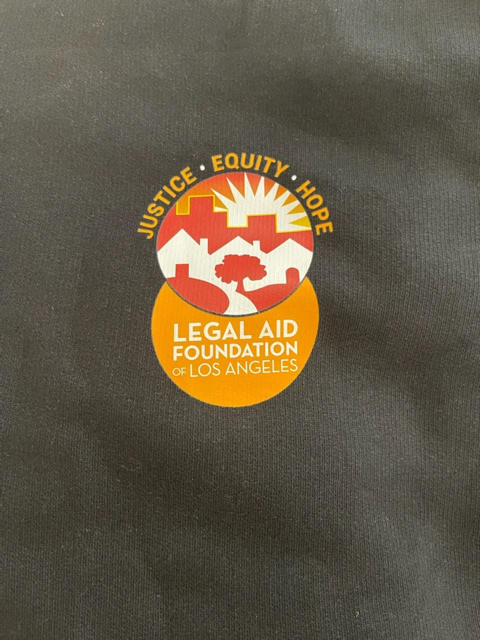 JUSTICE · EQUITY · HOPE
LEGAL AID
FOUNDATION
OF LOS ANGELES